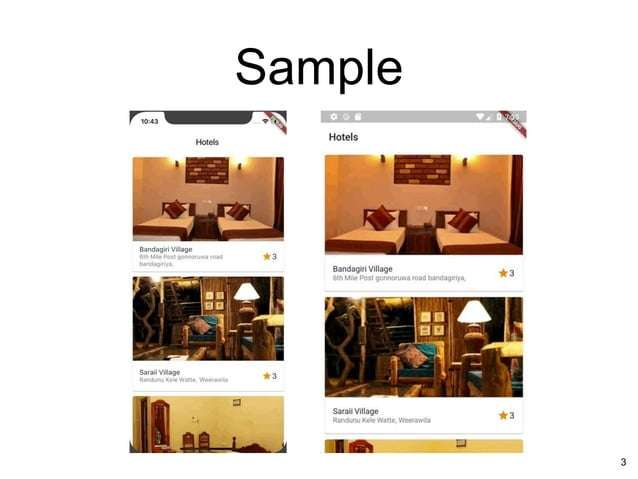 Sample
10:43
Hotels
Bandagiri Village
6th Mile Post gonnoruwa road
bandagiriya,
3
Saraii Village
Randunu Kele Watte, Weerawila
3
Hotels
Bandagiri Village
6th Mile Post gonnoruwa road bandagiriya,
3
Saraii Village
Randunu Kele Watte, Weerawila
3
3